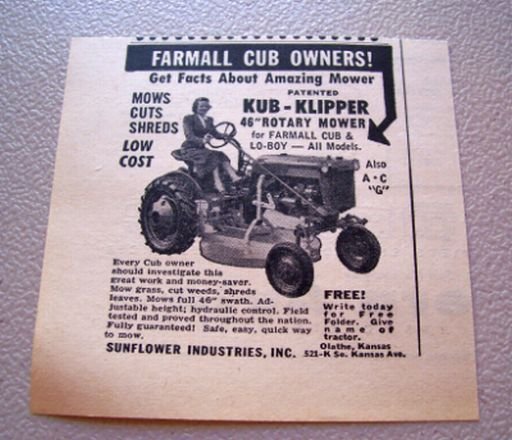 FARMALL CUB OWNERS!
Get Facts About Amazing Mower
MOWS
CUTS
SHREDS
LOW
COST
PATENTED
KUB-KLIPPER
46" ROTARY MOWER
for FARMALL CUB &
LO-BOY — All Models.
Also
A-C
"G"
Every Cub owner
should investigate this
great work and money-saver.
Mow grass, cut weeds, shreds
leaves. Mows full 46" swath. Ad-
justable height; hydraulic control. Field
tested and proved throughout the nation.
Fully guaranteed! Safe, easy, quick way
to mow.
FREE!
Write today
for Free
Folder. Give
name of
tractor.
SUNFLOWER INDUSTRIES, INC.
Olathe, Kansas
521-K So. Kansas Ave.